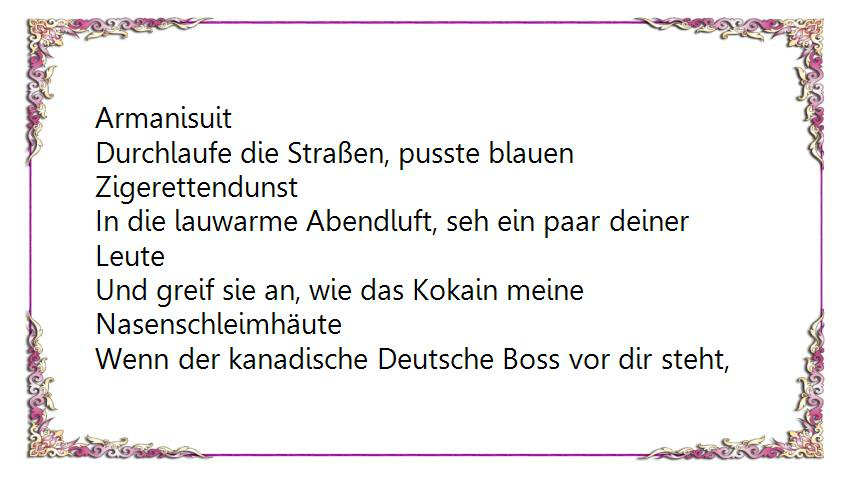 Armanisuit
Durchlaufe die Straßen, pusste blauen
Zigerettendunst
In die lauwarme Abendluft, seh ein paar deiner
Leute
Und greif sie an, wie das Kokain meine
Nasenschleimhäute
Wenn der kanadische Deutsche Boss vor dir steht,